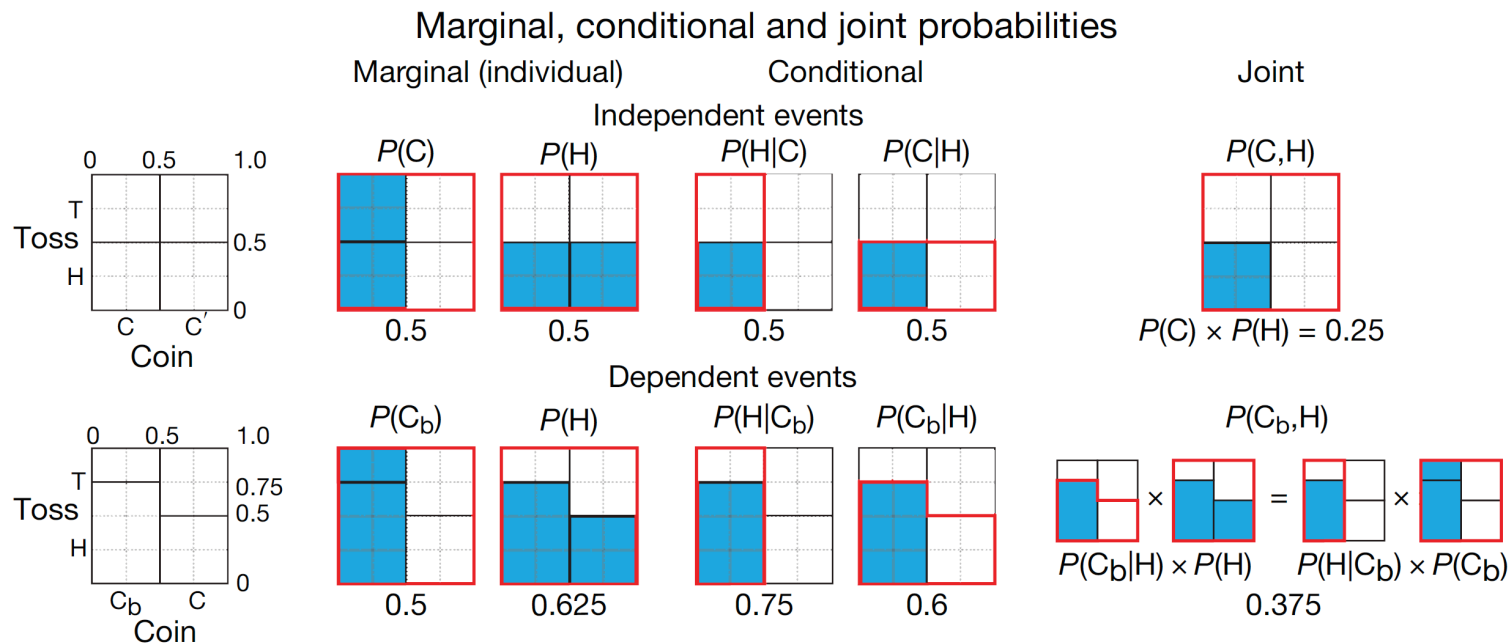 Marginal, conditional and joint probabilities
Marginal (individual) Conditional Joint
Independent events
0 0.5 1.0
T
Toss
H
0.5
0
C C′
Coin
P(C) P(H) P(H|C) P(C|H) P(C,H)
0.5 0.5 0.5 0.5 P(C) × P(H) = 0.25
Dependent events
0 0.5 1.0
T
Toss
H
0.75
0.5
0
Cb C
Coin
P(Cb) P(H) P(H|Cb) P(Cb|H) P(Cb,H)
× = ×
P(Cb|H) × P(H) P(H|Cb) × P(Cb)
0.5 0.625 0.75 0.6 0.375